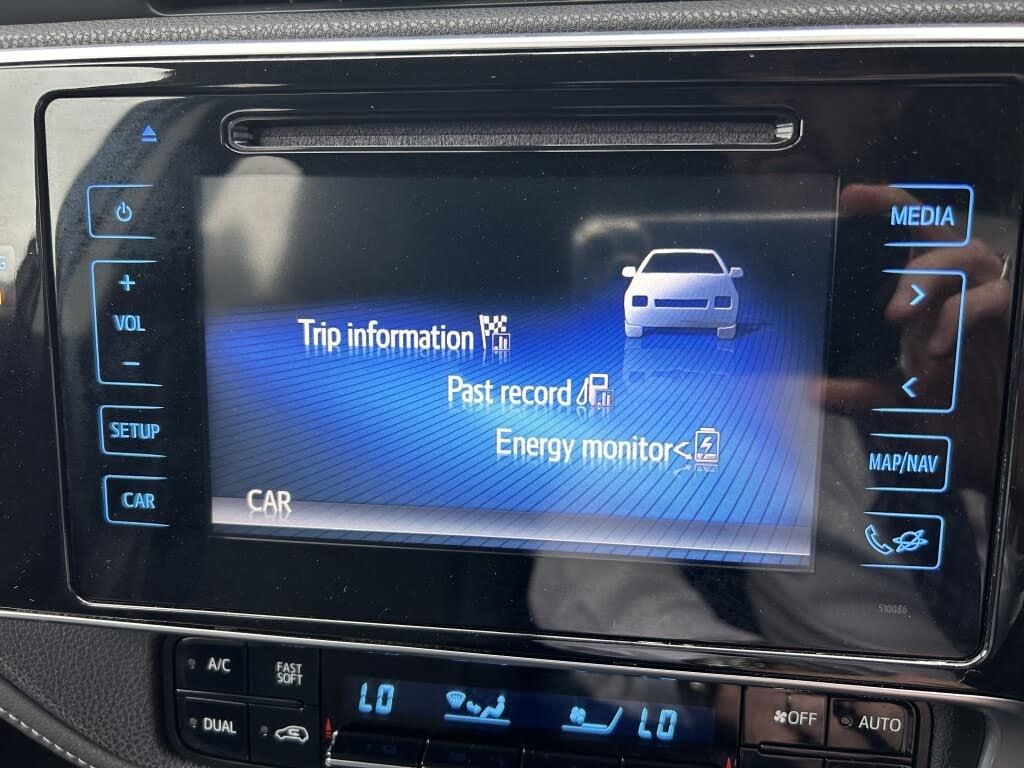 MEDIA
+
VOL
-
SETUP
CAR
Trip information
Past record
Energy monitor
CAR
>
<
MAP/NAV
510086
A/C
FAST
SOFT
LO
LO
OFF
AUTO
DUAL